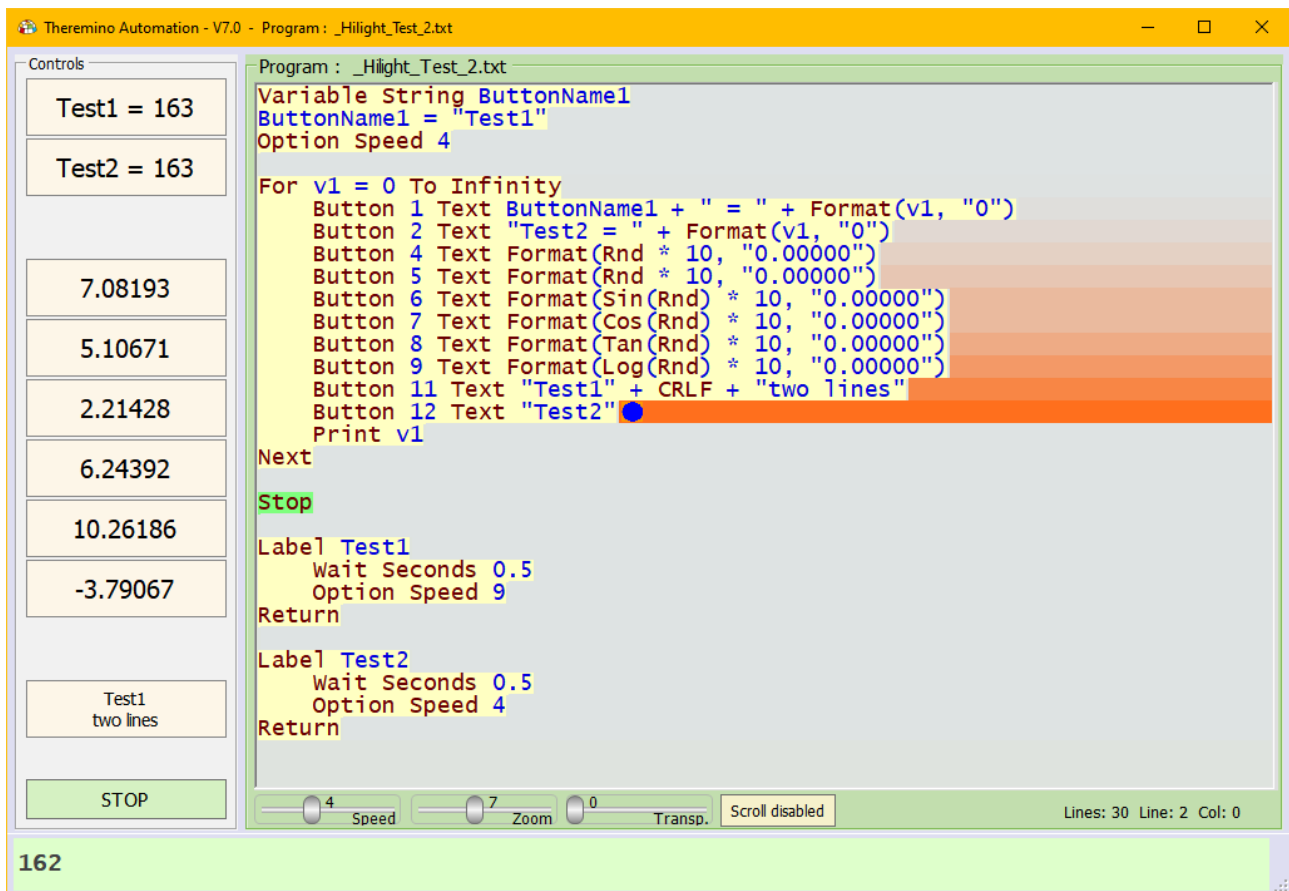 Theremino Automation - V7.0 - Program : _Hilight_Test_2.txt
Controls
Test1 = 163
Test2 = 163
7.08193
5.10671
2.21428
6.24392
10.26186
-3.79067
Test1
two lines
STOP
Program : _Hilight_Test_2.txt
Variable String ButtonName1
ButtonName1 = "Test1"
Option Speed 4
For v1 = 0 To Infinity
Button 1 Text ButtonName1 + " = " + Format(v1, "0")
Button 2 Text "Test2 = " + Format(v1, "0")
Button 4 Text Format(Rnd * 10, "0.00000")
Button 5 Text Format(Rnd * 10, "0.00000")
Button 6 Text Format(Sin(Rnd) * 10, "0.00000")
Button 7 Text Format(Cos(Rnd) * 10, "0.00000")
Button 8 Text Format(Tan(Rnd) * 10, "0.00000")
Button 9 Text Format(Log(Rnd) * 10, "0.00000")
Button 11 Text "Test1" + CRLF + "two lines"
Button 12 Text "Test2"
Print v1
Next
Stop
Label Test1
Wait Seconds 0.5
Option Speed 9
Return
Label Test2
Wait Seconds 0.5
Option Speed 4
Return
4 Speed
7 Zoom
0 Transp.
Scroll disabled
Lines: 30 Line: 2 Col: 0
162